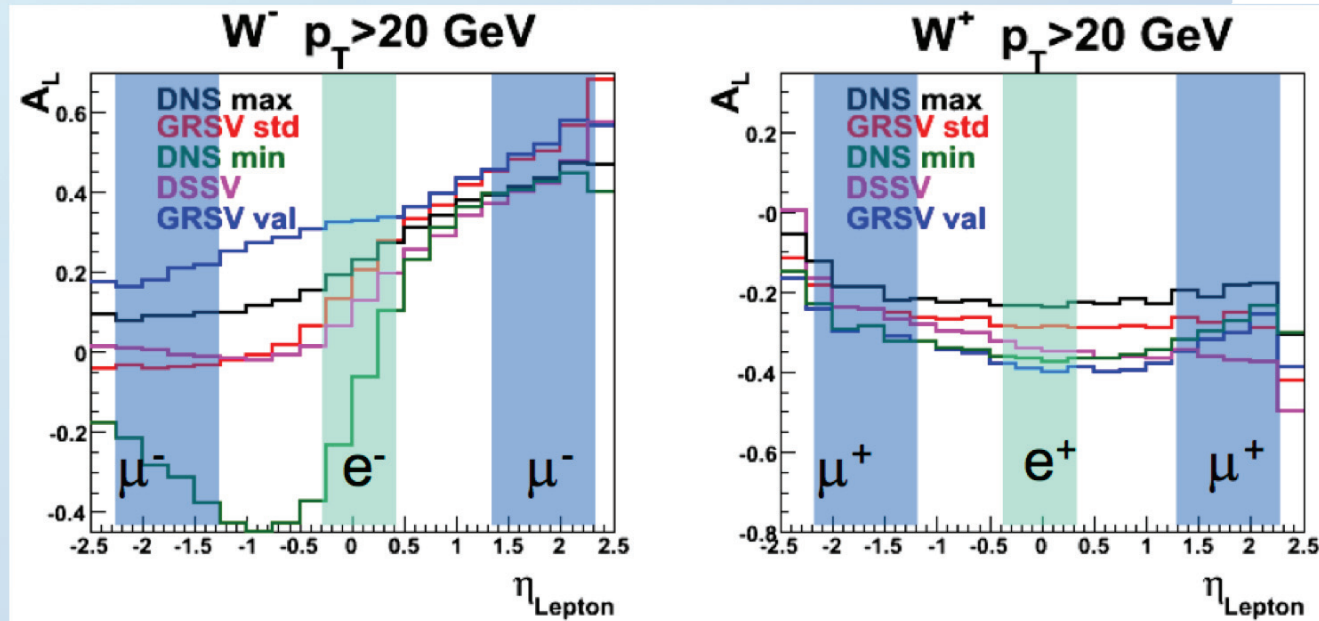 W⁻ p_T>20 GeV
A_L
DNS max
GRSV std
DNS min
DSSV
GRSV val
0.6
0.4
0.2
0
-0.2
-0.4
μ⁻
e⁻
μ⁻
-2.5 -2 -1.5 -1 -0.5 0 0.5 1 1.5 2 2.5
η_Lepton
W⁺ p_T>20 GeV
A_L
DNS max
GRSV std
DNS min
DSSV
GRSV val
0.2
-0
-0.2
-0.4
-0.6
-0.8
μ⁺
e⁺
μ⁺
-2.5 -2 -1.5 -1 -0.5 0 0.5 1 1.5 2 2.5
η_Lepton